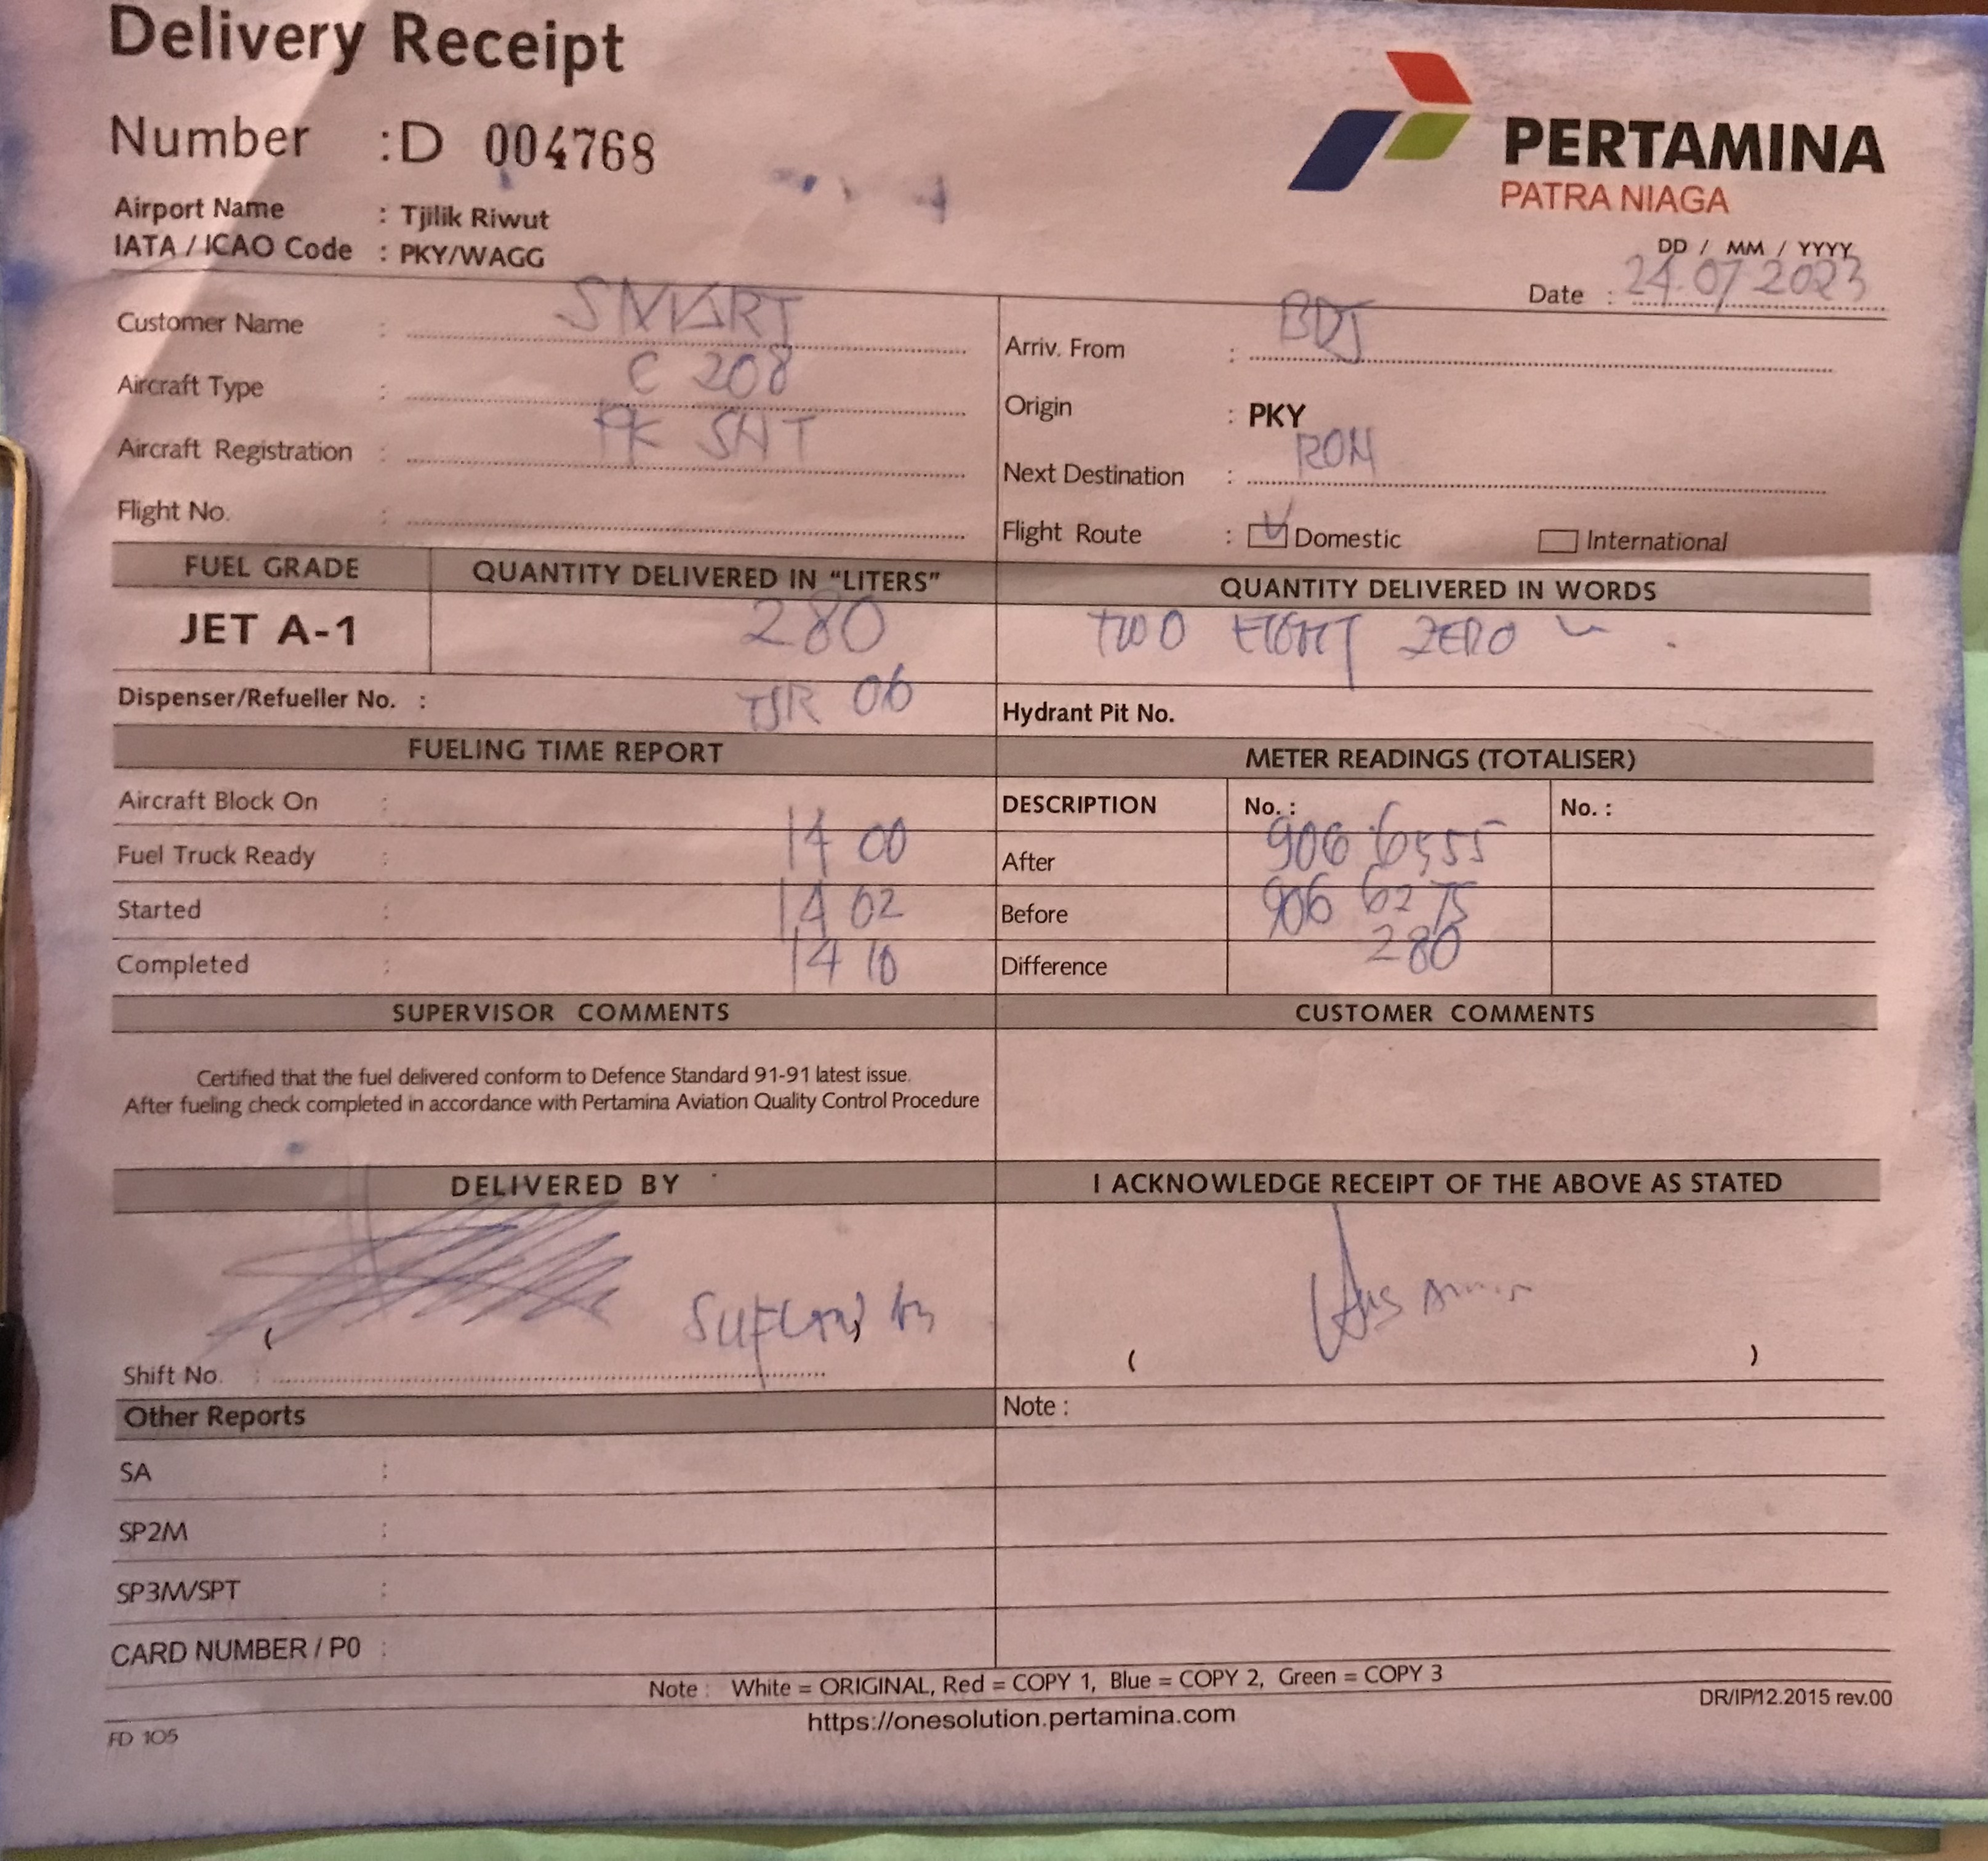 Delivery Receipt
Number : D 004768
PERTAMINA
PATRA NIAGA
Airport Name : Tjilik Riwut
IATA / ICAO Code : PKY/WAGG
DD / MM / YYYY
Date : 24.07.2023
Customer Name : SMART
Arriv. From : BDJ
Aircraft Type : C 208
Origin : PKY
Aircraft Registration : PK
Next Destination : RON
Flight No. :
Flight Route : Domestic International
FUEL GRADE QUANTITY DELIVERED IN "LITERS" QUANTITY DELIVERED IN WORDS
JET A-1 280 TWO EIGHT ZERO
Dispenser/Refueller No. : TJR 06 Hydrant Pit No.
FUELING TIME REPORT METER READINGS (TOTALISER)
Aircraft Block On : DESCRIPTION No. : No. :
Fuel Truck Ready : 14 00 After 906 6555
Started : 14 02 Before 906 6275
Completed : 14 10 Difference 280
SUPERVISOR COMMENTS CUSTOMER COMMENTS
Certified that the fuel delivered conform to Defence Standard 91-91 latest issue.
After fueling check completed in accordance with Pertamina Aviation Quality Control Procedure
DELIVERED BY I ACKNOWLEDGE RECEIPT OF THE ABOVE AS STATED
( ( )
Shift No. :
Other Reports Note :
SA :
SP2M :
SP3M/SPT :
CARD NUMBER / P0 :
Note : White = ORIGINAL, Red = COPY 1, Blue = COPY 2, Green = COPY 3
https://onesolution.pertamina.com
DR/IP/12.2015 rev.00
FD 105